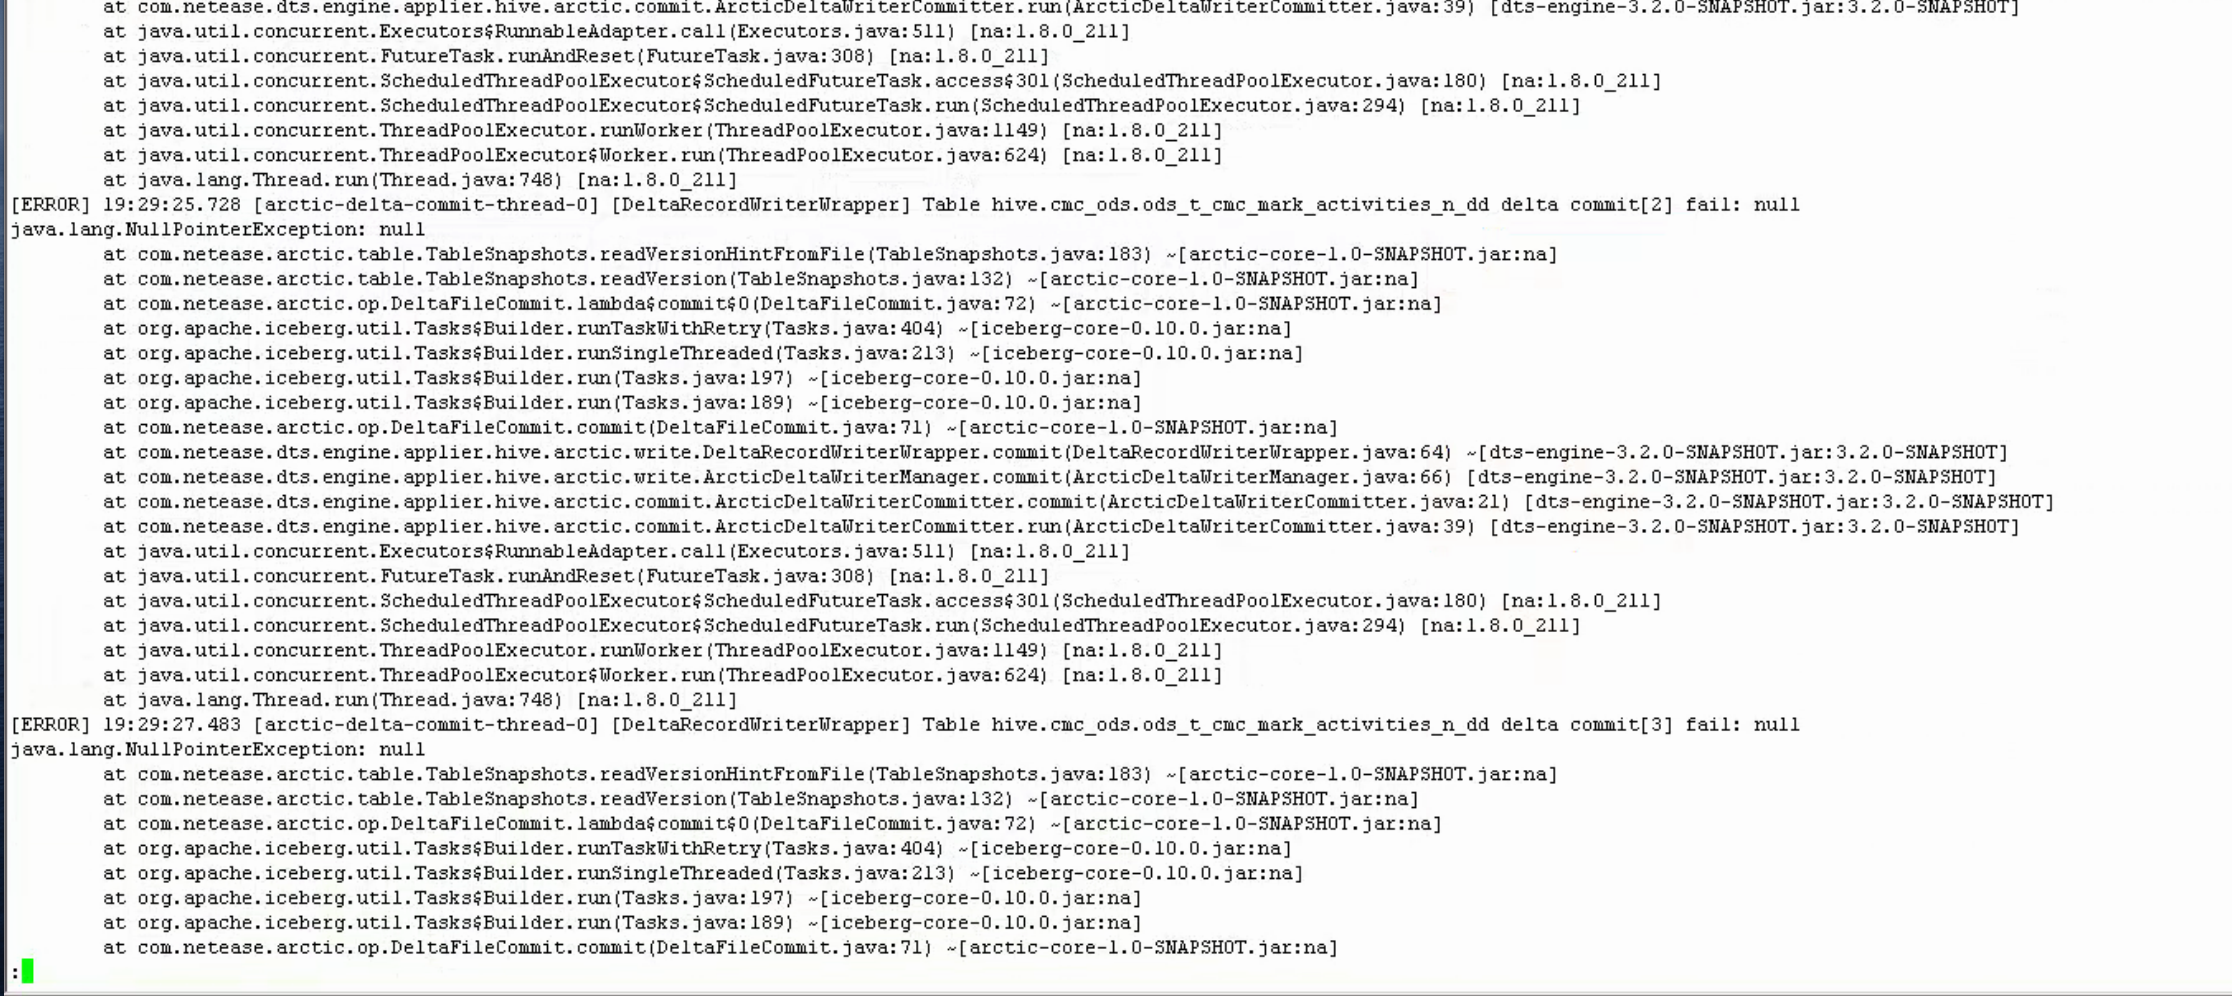 at com.netease.dts.engine.applier.hive.arctic.commit.ArcticDeltaWriterCommitter.run(ArcticDeltaWriterCommitter.java:39) [dts-engine-3.2.0-SNAPSHOT.jar:3.2.0-SNAPSHOT]
at java.util.concurrent.Executors$RunnableAdapter.call(Executors.java:511) [na:1.8.0_211]
at java.util.concurrent.FutureTask.runAndReset(FutureTask.java:308) [na:1.8.0_211]
at java.util.concurrent.ScheduledThreadPoolExecutor$ScheduledFutureTask.access$301(ScheduledThreadPoolExecutor.java:180) [na:1.8.0_211]
at java.util.concurrent.ScheduledThreadPoolExecutor$ScheduledFutureTask.run(ScheduledThreadPoolExecutor.java:294) [na:1.8.0_211]
at java.util.concurrent.ThreadPoolExecutor.runWorker(ThreadPoolExecutor.java:1149) [na:1.8.0_211]
at java.util.concurrent.ThreadPoolExecutor$Worker.run(ThreadPoolExecutor.java:624) [na:1.8.0_211]
at java.lang.Thread.run(Thread.java:748) [na:1.8.0_211]
[ERROR] 19:29:25.728 [arctic-delta-commit-thread-0] [DeltaRecordWriterWrapper] Table hive.cmc_ods.ods_t_cmc_mark_activities_n_dd delta commit[2] fail: null
java.lang.NullPointerException: null
at com.netease.arctic.table.TableSnapshots.readVersionHintFromFile(TableSnapshots.java:183) ~[arctic-core-1.0-SNAPSHOT.jar:na]
at com.netease.arctic.table.TableSnapshots.readVersion(TableSnapshots.java:132) ~[arctic-core-1.0-SNAPSHOT.jar:na]
at com.netease.arctic.op.DeltaFileCommit.lambda$commit$0(DeltaFileCommit.java:72) ~[arctic-core-1.0-SNAPSHOT.jar:na]
at org.apache.iceberg.util.Tasks$Builder.runTaskWithRetry(Tasks.java:404) ~[iceberg-core-0.10.0.jar:na]
at org.apache.iceberg.util.Tasks$Builder.runSingleThreaded(Tasks.java:213) ~[iceberg-core-0.10.0.jar:na]
at org.apache.iceberg.util.Tasks$Builder.run(Tasks.java:197) ~[iceberg-core-0.10.0.jar:na]
at org.apache.iceberg.util.Tasks$Builder.run(Tasks.java:189) ~[iceberg-core-0.10.0.jar:na]
at com.netease.arctic.op.DeltaFileCommit.commit(DeltaFileCommit.java:71) ~[arctic-core-1.0-SNAPSHOT.jar:na]
at com.netease.dts.engine.applier.hive.arctic.write.DeltaRecordWriterWrapper.commit(DeltaRecordWriterWrapper.java:64) ~[dts-engine-3.2.0-SNAPSHOT.jar:3.2.0-SNAPSHOT]
at com.netease.dts.engine.applier.hive.arctic.write.ArcticDeltaWriterManager.commit(ArcticDeltaWriterManager.java:66) [dts-engine-3.2.0-SNAPSHOT.jar:3.2.0-SNAPSHOT]
at com.netease.dts.engine.applier.hive.arctic.commit.ArcticDeltaWriterCommitter.commit(ArcticDeltaWriterCommitter.java:21) [dts-engine-3.2.0-SNAPSHOT.jar:3.2.0-SNAPSHOT]
at com.netease.dts.engine.applier.hive.arctic.commit.ArcticDeltaWriterCommitter.run(ArcticDeltaWriterCommitter.java:39) [dts-engine-3.2.0-SNAPSHOT.jar:3.2.0-SNAPSHOT]
at java.util.concurrent.Executors$RunnableAdapter.call(Executors.java:511) [na:1.8.0_211]
at java.util.concurrent.FutureTask.runAndReset(FutureTask.java:308) [na:1.8.0_211]
at java.util.concurrent.ScheduledThreadPoolExecutor$ScheduledFutureTask.access$301(ScheduledThreadPoolExecutor.java:180) [na:1.8.0_211]
at java.util.concurrent.ScheduledThreadPoolExecutor$ScheduledFutureTask.run(ScheduledThreadPoolExecutor.java:294) [na:1.8.0_211]
at java.util.concurrent.ThreadPoolExecutor.runWorker(ThreadPoolExecutor.java:1149) [na:1.8.0_211]
at java.util.concurrent.ThreadPoolExecutor$Worker.run(ThreadPoolExecutor.java:624) [na:1.8.0_211]
at java.lang.Thread.run(Thread.java:748) [na:1.8.0_211]
[ERROR] 19:29:27.483 [arctic-delta-commit-thread-0] [DeltaRecordWriterWrapper] Table hive.cmc_ods.ods_t_cmc_mark_activities_n_dd delta commit[3] fail: null
java.lang.NullPointerException: null
at com.netease.arctic.table.TableSnapshots.readVersionHintFromFile(TableSnapshots.java:183) ~[arctic-core-1.0-SNAPSHOT.jar:na]
at com.netease.arctic.table.TableSnapshots.readVersion(TableSnapshots.java:132) ~[arctic-core-1.0-SNAPSHOT.jar:na]
at com.netease.arctic.op.DeltaFileCommit.lambda$commit$0(DeltaFileCommit.java:72) ~[arctic-core-1.0-SNAPSHOT.jar:na]
at org.apache.iceberg.util.Tasks$Builder.runTaskWithRetry(Tasks.java:404) ~[iceberg-core-0.10.0.jar:na]
at org.apache.iceberg.util.Tasks$Builder.runSingleThreaded(Tasks.java:213) ~[iceberg-core-0.10.0.jar:na]
at org.apache.iceberg.util.Tasks$Builder.run(Tasks.java:197) ~[iceberg-core-0.10.0.jar:na]
at org.apache.iceberg.util.Tasks$Builder.run(Tasks.java:189) ~[iceberg-core-0.10.0.jar:na]
at com.netease.arctic.op.DeltaFileCommit.commit(DeltaFileCommit.java:71) ~[arctic-core-1.0-SNAPSHOT.jar:na]
: